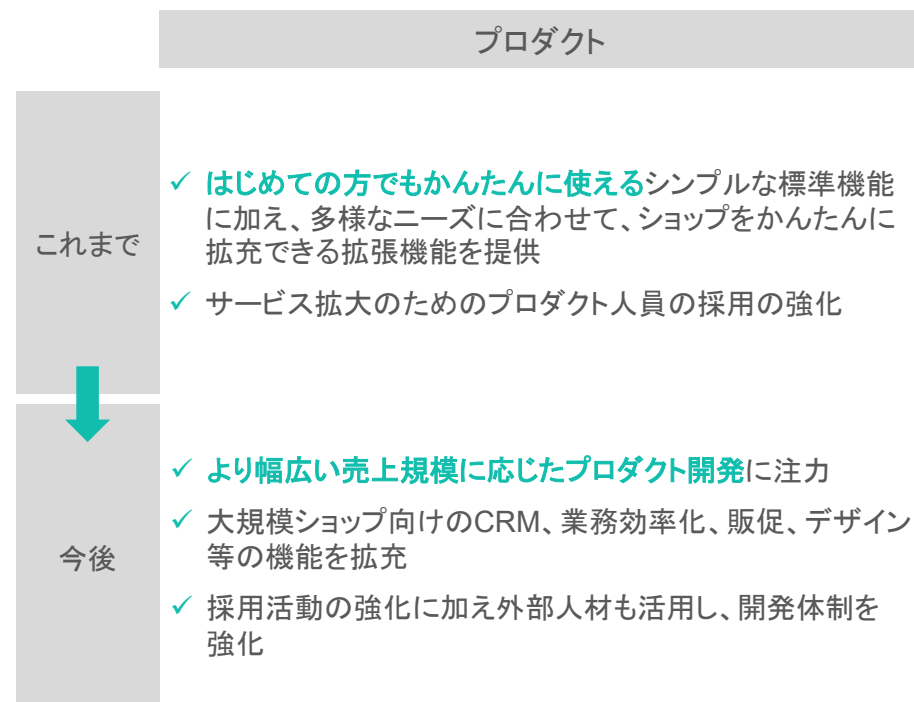 プロダクト
これまで
✓ はじめての方でもかんたんに使えるシンプルな標準機能
に加え、多様なニーズに合わせて、ショップをかんたんに
拡充できる拡張機能を提供
✓ サービス拡大のためのプロダクト人員の採用の強化
今後
✓ より幅広い売上規模に応じたプロダクト開発に注力
✓ 大規模ショップ向けのCRM、業務効率化、販促、デザイン
等の機能を拡充
✓ 採用活動の強化に加え外部人材も活用し、開発体制を
強化